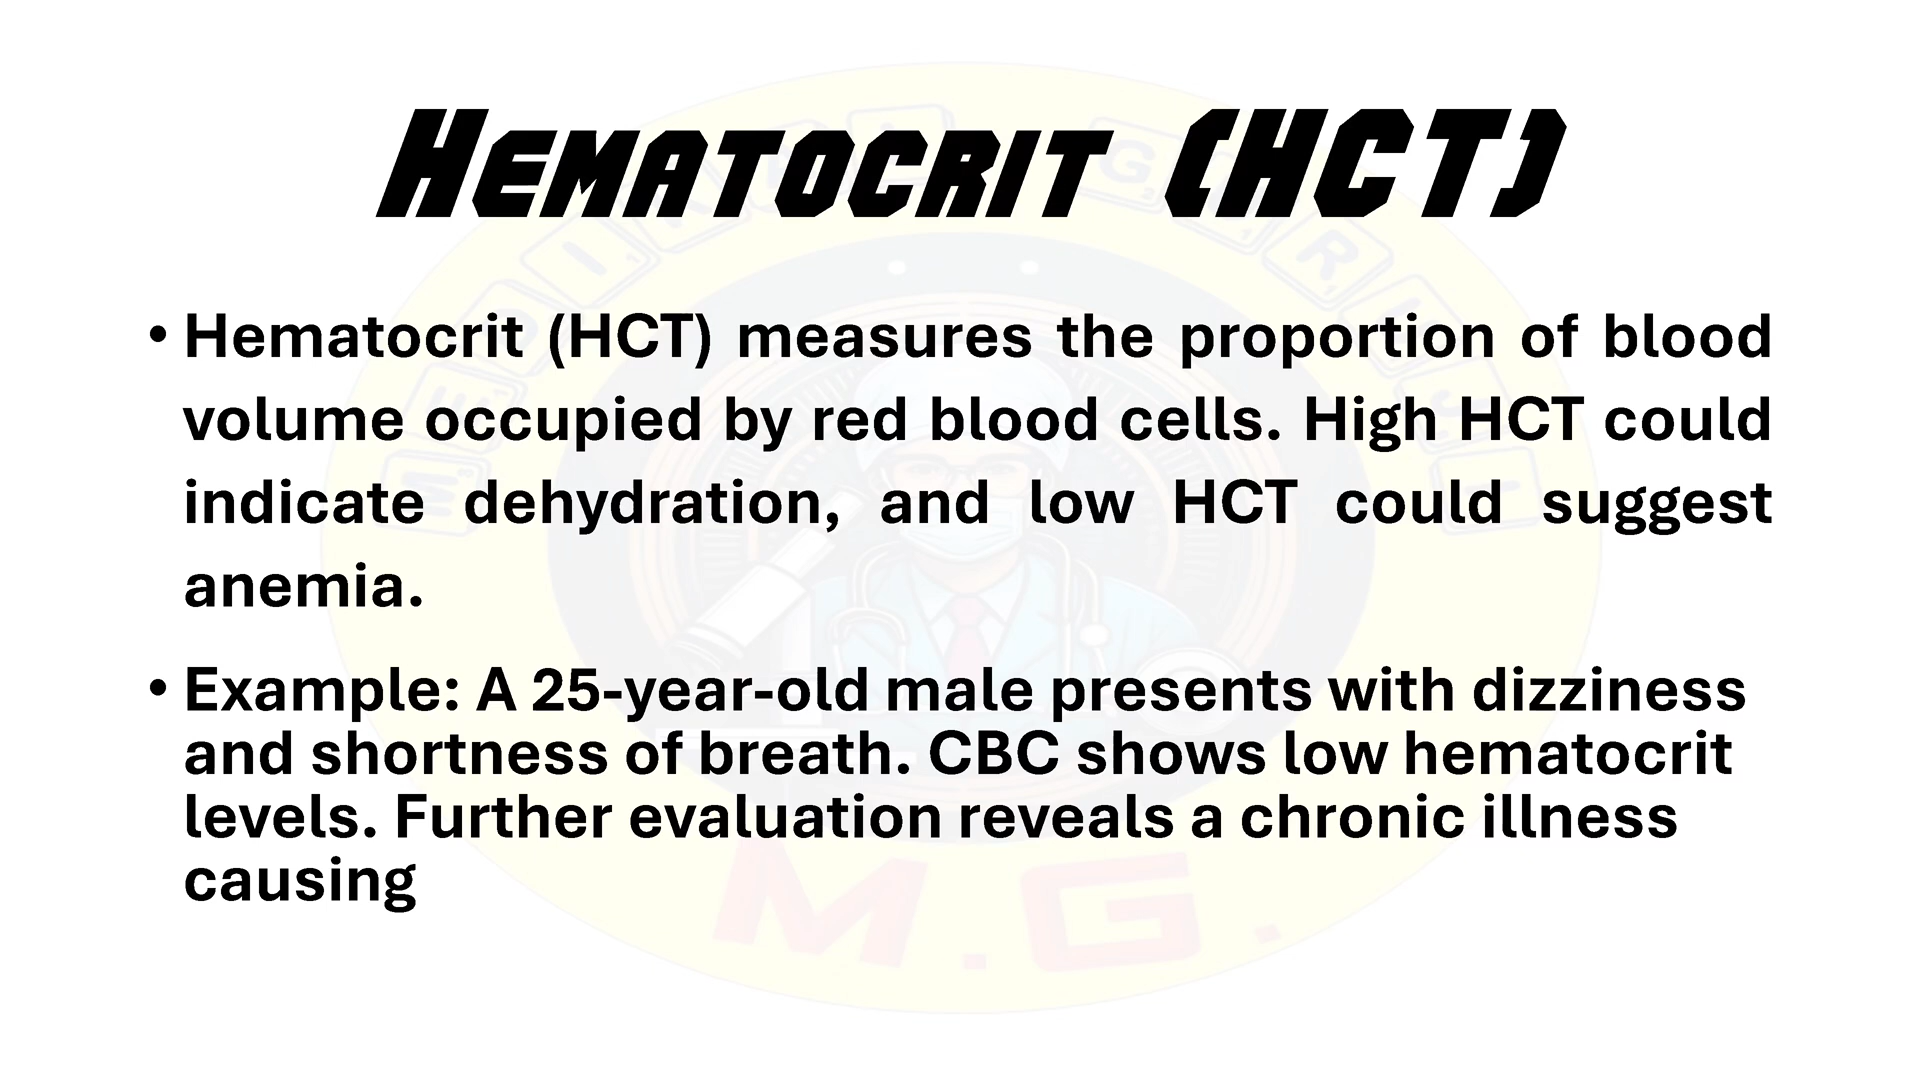 Hematocrit (HCT)
• Hematocrit (HCT) measures the proportion of blood
volume occupied by red blood cells. High HCT could
indicate dehydration, and low HCT could suggest
anemia.
• Example: A 25-year-old male presents with dizziness
and shortness of breath. CBC shows low hematocrit
levels. Further evaluation reveals a chronic illness
causing
M.G.